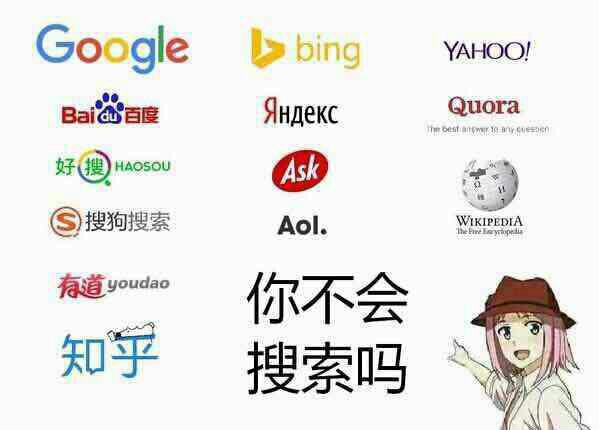 Google
bing
YAHOO!
Bai du 百度
Яндекс
Quora
The best answer to any question
好搜 HAOSOU
Ask
WIKIPEDIA
The Free Encyclopedia
S 搜狗搜索
Aol.
有道 youdao
知乎
你不会
搜索吗